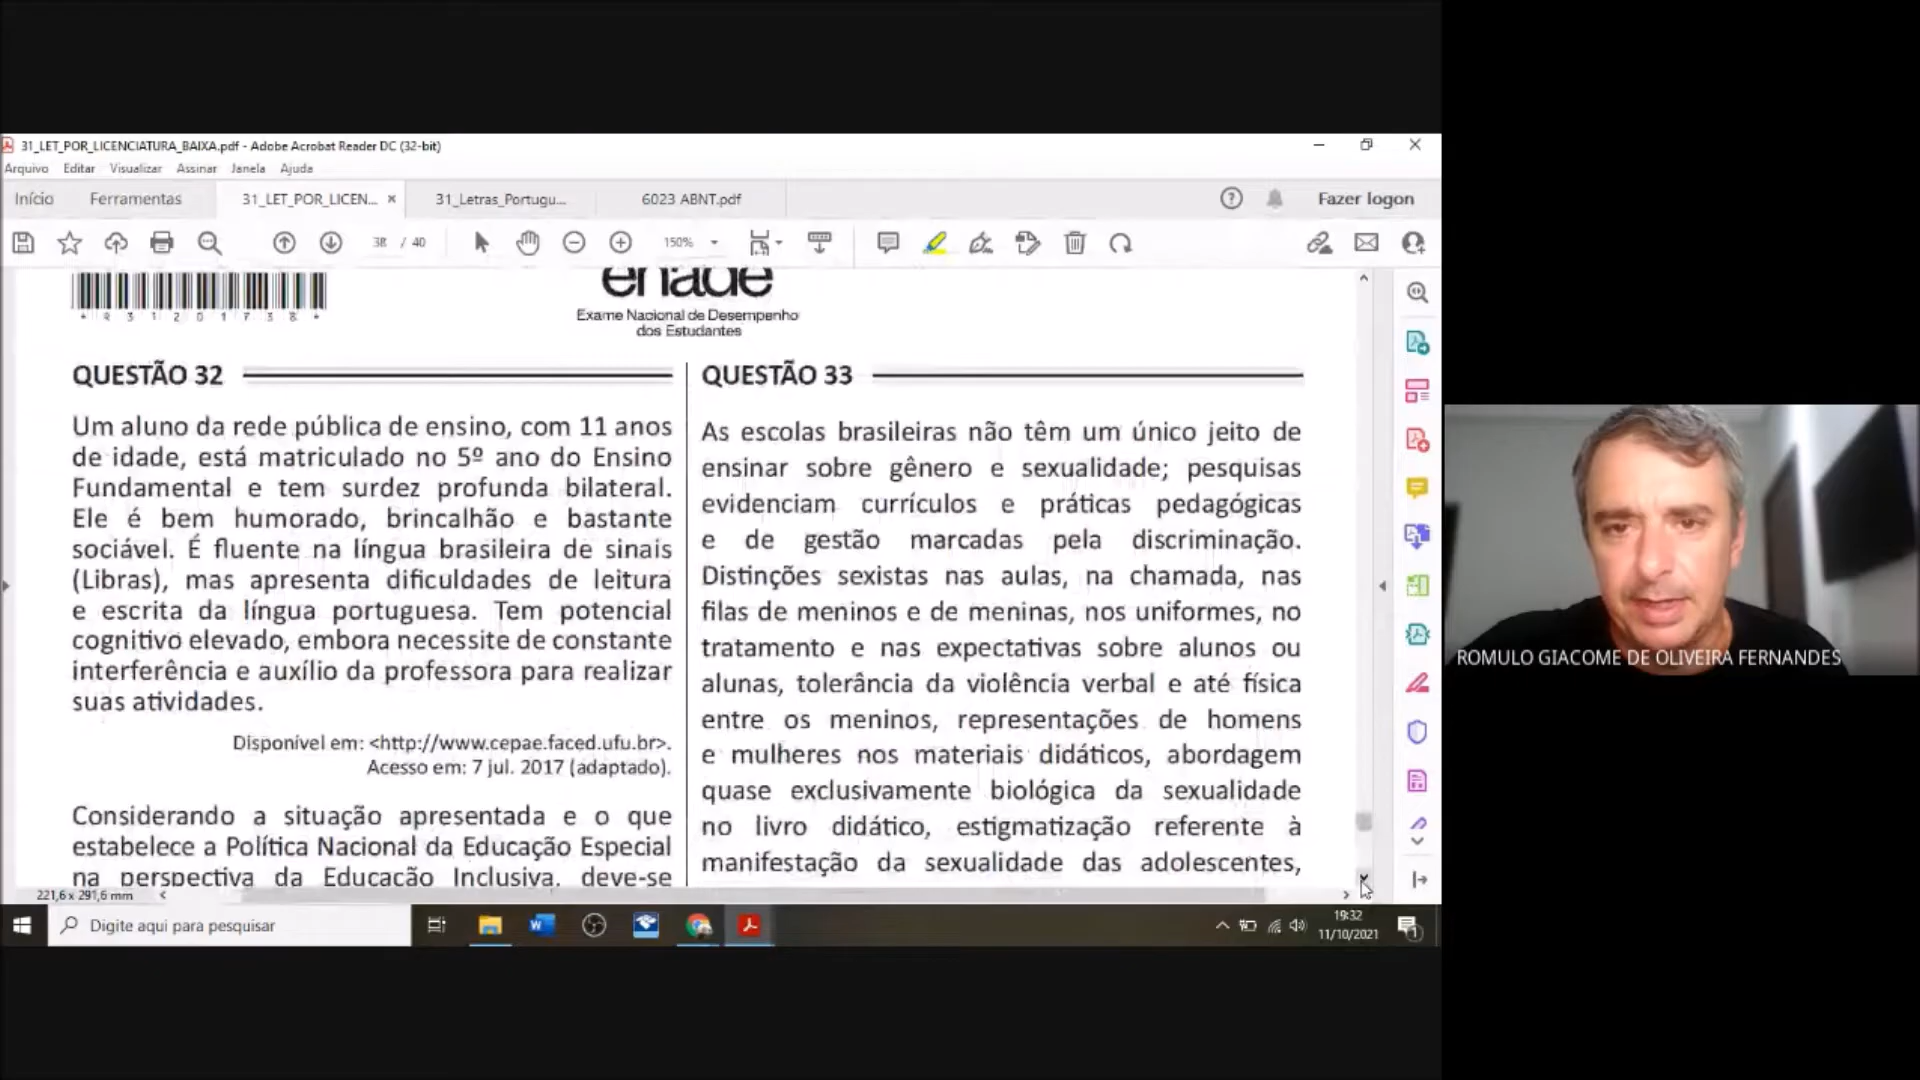 31_LET_POR_LICENCIATURA_BAIXA.pdf - Adobe Acrobat Reader DC (32-bit)
Arquivo Editar Visualizar Assinar Janela Ajuda
Início Ferramentas 31_LET_POR_LICEN... 31_Letras_Portugu... 6023 ABNT.pdf Fazer logon
38 / 40 150%
enade
* R 3 1 2 0 1 7 3 8 *
Exame Nacional de Desempenho
dos Estudantes
QUESTÃO 32
Um aluno da rede pública de ensino, com 11 anos
de idade, está matriculado no 5º ano do Ensino
Fundamental e tem surdez profunda bilateral.
Ele é bem humorado, brincalhão e bastante
sociável. É fluente na língua brasileira de sinais
(Libras), mas apresenta dificuldades de leitura
e escrita da língua portuguesa. Tem potencial
cognitivo elevado, embora necessite de constante
interferência e auxílio da professora para realizar
suas atividades.
Disponível em: <http://www.cepae.faced.ufu.br>.
Acesso em: 7 jul. 2017 (adaptado).
Considerando a situação apresentada e o que
estabelece a Política Nacional da Educação Especial
na perspectiva da Educação Inclusiva, deve-se
QUESTÃO 33
As escolas brasileiras não têm um único jeito de
ensinar sobre gênero e sexualidade; pesquisas
evidenciam currículos e práticas pedagógicas
e de gestão marcadas pela discriminação.
Distinções sexistas nas aulas, na chamada, nas
filas de meninos e de meninas, nos uniformes, no
tratamento e nas expectativas sobre alunos ou
alunas, tolerância da violência verbal e até física
entre os meninos, representações de homens
e mulheres nos materiais didáticos, abordagem
quase exclusivamente biológica da sexualidade
no livro didático, estigmatização referente à
manifestação da sexualidade das adolescentes,
221,6 x 291,6 mm
Digite aqui para pesquisar
19:32
11/10/2021
1
ROMULO GIACOME DE OLIVEIRA FERNANDES